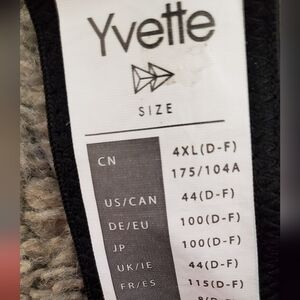 Yvette
SIZE
CN 4XL(D-F)
175/104A
US/CAN 44(D-F)
DE/EU 100(D-F)
JP 100(D-F)
UK/IE 44(D-F)
FR/ES 115(D-F)